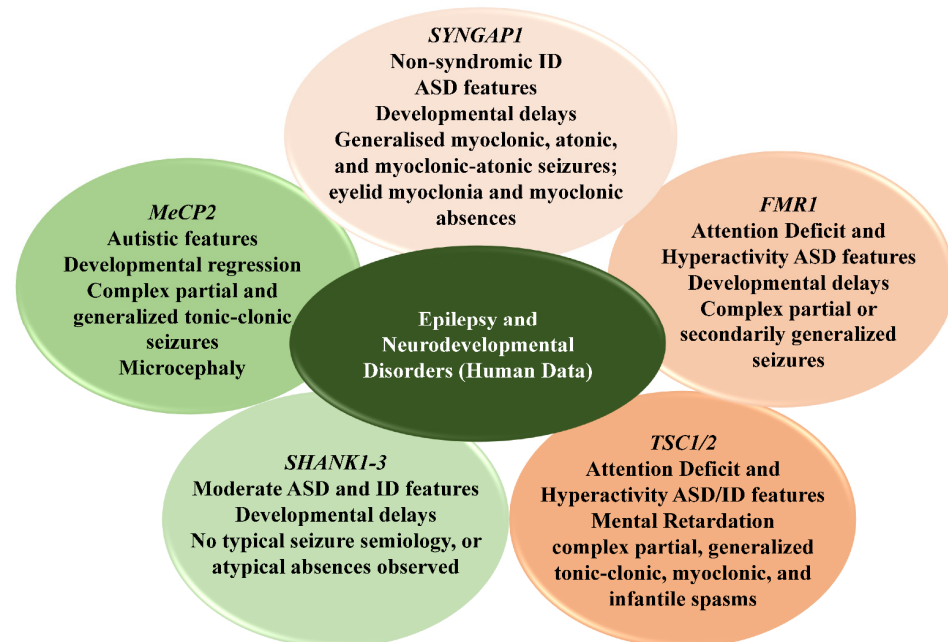 SYNGAP1
Non-syndromic ID
ASD features
Developmental delays
Generalised myoclonic, atonic,
and myoclonic-atonic seizures;
eyelid myoclonia and myoclonic
absences
MeCP2
Autistic features
Developmental regression
Complex partial and
generalized tonic-clonic
seizures
Microcephaly
FMR1
Attention Deficit and
Hyperactivity ASD features
Developmental delays
Complex partial or
secondarily generalized
seizures
Epilepsy and
Neurodevelopmental
Disorders (Human Data)
SHANK1-3
Moderate ASD and ID features
Developmental delays
No typical seizure semiology, or
atypical absences observed
TSC1/2
Attention Deficit and
Hyperactivity ASD/ID features
Mental Retardation
complex partial, generalized
tonic-clonic, myoclonic, and
infantile spasms